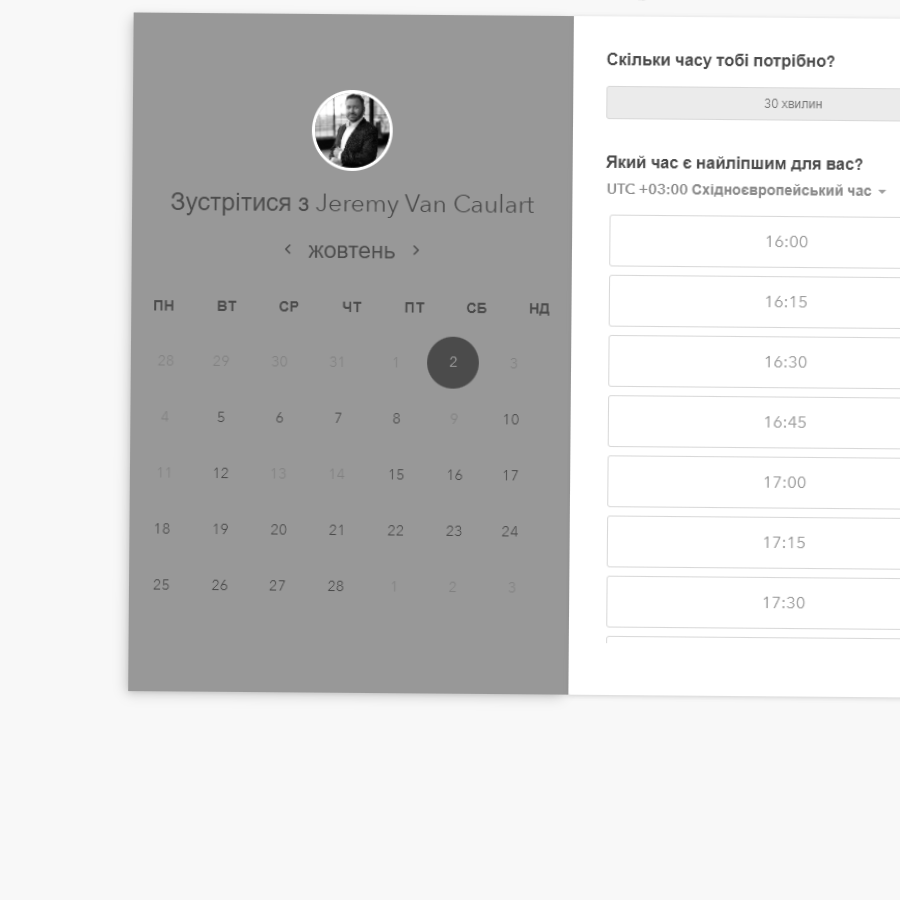 Зустрітися з Jeremy Van Caulart
жовтень
ПН ВТ СР ЧТ ПТ СБ НД
28 29 30 31 1 2 3
4 5 6 7 8 9 10
11 12 13 14 15 16 17
18 19 20 21 22 23 24
25 26 27 28 1 2 3
Скільки часу тобі потрібно?
30 хвилин
Який час є найліпшим для вас?
UTC +03:00 Східноєвропейський час
16:00
16:15
16:30
16:45
17:00
17:15
17:30